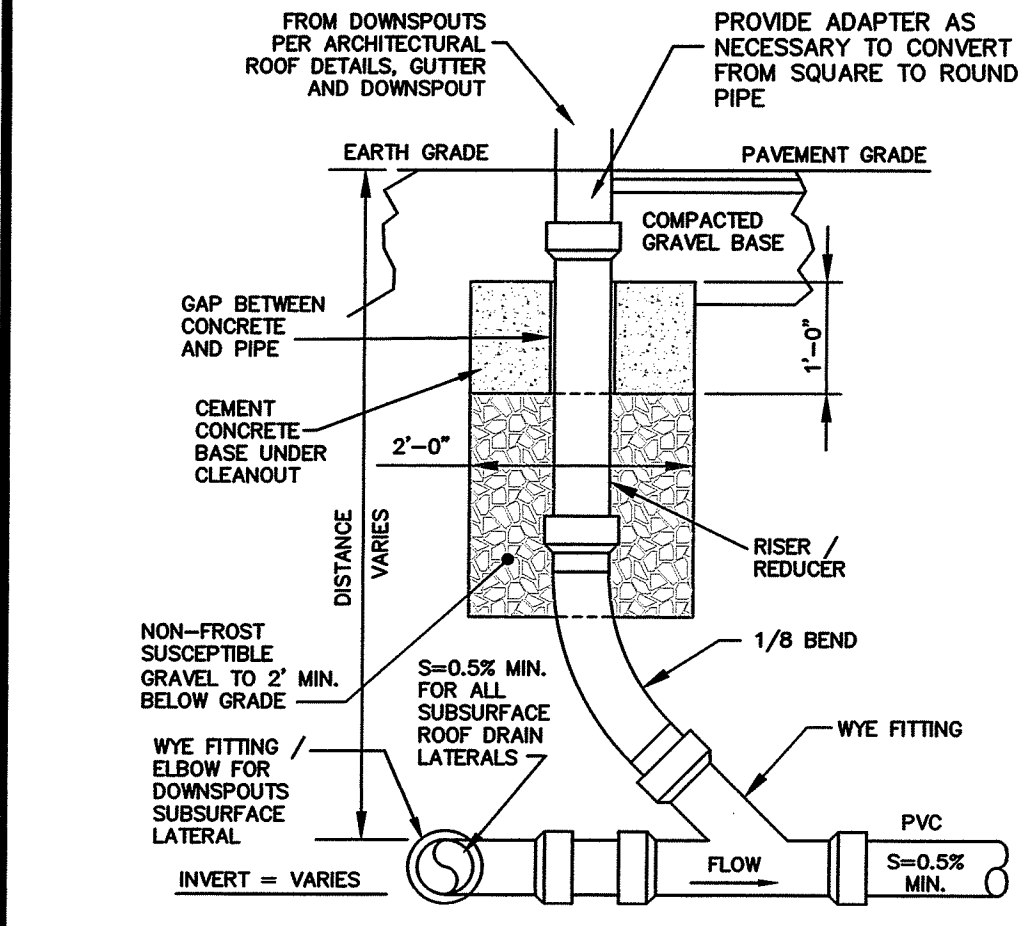 FROM DOWNSPOUTS
PER ARCHITECTURAL
ROOF DETAILS, GUTTER
AND DOWNSPOUT
PROVIDE ADAPTER AS
NECESSARY TO CONVERT
FROM SQUARE TO ROUND
PIPE
EARTH GRADE
PAVEMENT GRADE
COMPACTED
GRAVEL BASE
GAP BETWEEN
CONCRETE
AND PIPE
1'-0"
CEMENT
CONCRETE
BASE UNDER
CLEANOUT
2'-0"
DISTANCE
VARIES
RISER /
REDUCER
NON-FROST
SUSCEPTIBLE
GRAVEL TO 2' MIN.
BELOW GRADE
S=0.5% MIN.
FOR ALL
SUBSURFACE
ROOF DRAIN
LATERALS
1/8 BEND
WYE FITTING
WYE FITTING /
ELBOW FOR
DOWNSPOUTS
SUBSURFACE
LATERAL
INVERT = VARIES
FLOW
PVC
S=0.5%
MIN.